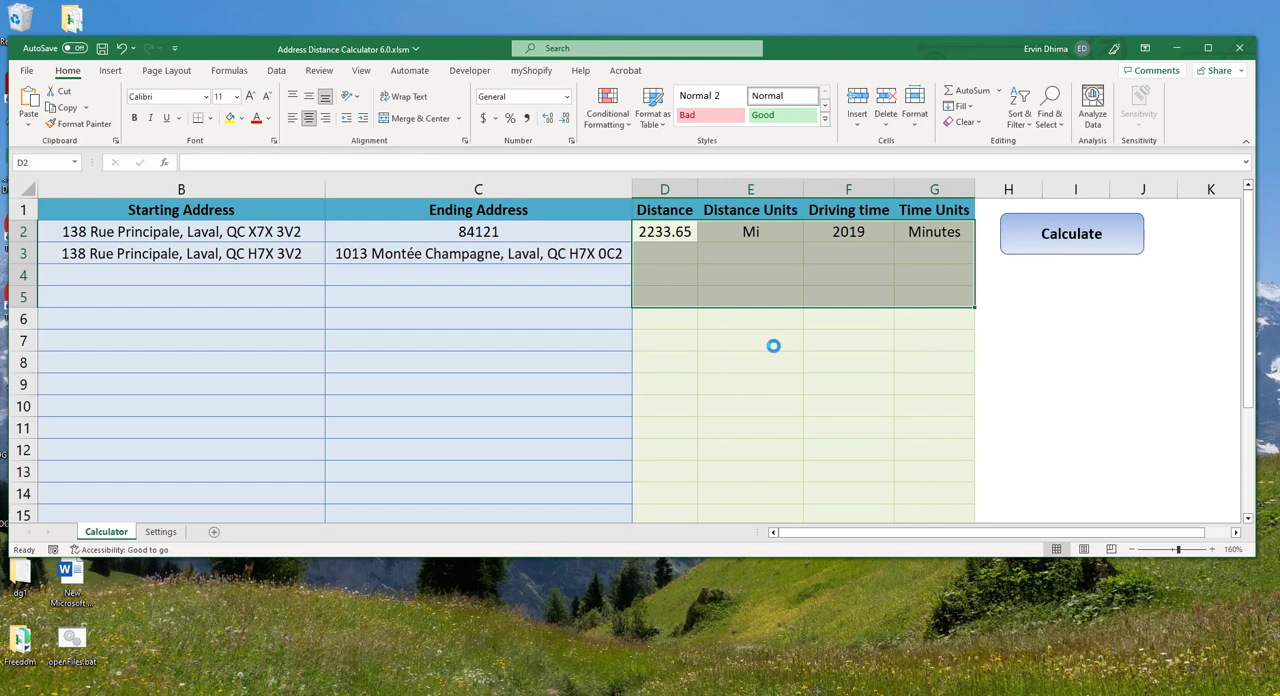 AutoSave Off
Address Distance Calculator 6.0.xlsm
Search
Ervin Dhima ED
File Home Insert Page Layout Formulas Data Review View Automate Developer myShopify Help Acrobat
Comments Share
Paste
Cut
Copy
Format Painter
Clipboard
Calibri 11
B I U
Font
Wrap Text
Merge & Center
Alignment
General
$ % 9
Number
Conditional Formatting
Format as Table
Normal 2 Normal
Bad Good
Styles
Insert Delete Format
Cells
AutoSum
Fill
Clear
Sort & Filter
Find & Select
Editing
Analyze Data
Analysis
Sensitivity
Sensitivity
D2 fx
B C D E F G H I J K
1 Starting Address Ending Address Distance Distance Units Driving time Time Units
2 138 Rue Principale, Laval, QC X7X 3V2 84121 2233.65 Mi 2019 Minutes
Calculate
3 138 Rue Principale, Laval, QC H7X 3V2 1013 Montée Champagne, Laval, QC H7X 0C2
4
5
6
7
8
9
10
11
12
13
14
15
Calculator Settings
Ready Accessibility: Good to go 160%
.dg1
New Microsoft ...
Freedom
openFiles.bat